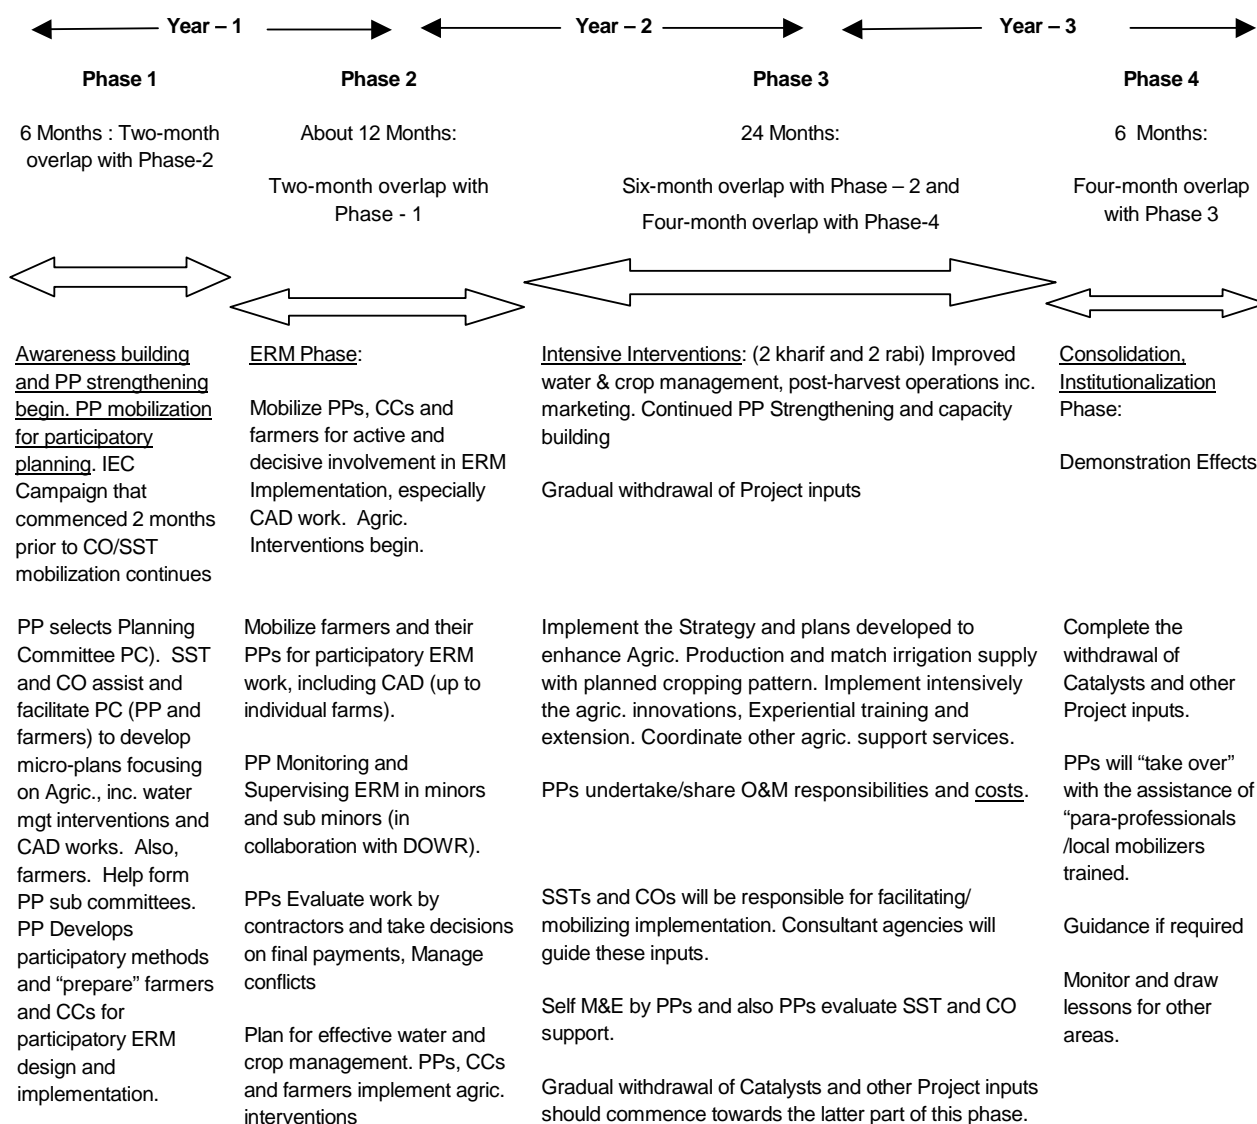 Year – 1
Year – 2
Year – 3
Phase 1
6 Months : Two-month
overlap with Phase-2
Phase 2
About 12 Months:
Two-month overlap with
Phase - 1
Phase 3
24 Months:
Six-month overlap with Phase – 2 and
Four-month overlap with Phase-4
Phase 4
6 Months:
Four-month overlap
with Phase 3
Awareness building
and PP strengthening
begin. PP mobilization
for participatory
planning. IEC
Campaign that
commenced 2 months
prior to CO/SST
mobilization continues
ERM Phase:
Mobilize PPs, CCs and
farmers for active and
decisive involvement in ERM
Implementation, especially
CAD work. Agric.
Interventions begin.
Intensive Interventions: (2 kharif and 2 rabi) Improved
water & crop management, post-harvest operations inc.
marketing. Continued PP Strengthening and capacity
building
Gradual withdrawal of Project inputs
Consolidation,
Institutionalization
Phase:
Demonstration Effects
PP selects Planning
Committee PC). SST
and CO assist and
facilitate PC (PP and
farmers) to develop
micro-plans focusing
on Agric., inc. water
mgt interventions and
CAD works. Also,
farmers. Help form
PP sub committees.
PP Develops
participatory methods
and “prepare” farmers
and CCs for
participatory ERM
design and
implementation.
Mobilize farmers and their
PPs for participatory ERM
work, including CAD (up to
individual farms).
PP Monitoring and
Supervising ERM in minors
and sub minors (in
collaboration with DOWR).
PPs Evaluate work by
contractors and take decisions
on final payments, Manage
conflicts
Plan for effective water and
crop management. PPs, CCs
and farmers implement agric.
interventions
Implement the Strategy and plans developed to
enhance Agric. Production and match irrigation supply
with planned cropping pattern. Implement intensively
the agric. innovations, Experiential training and
extension. Coordinate other agric. support services.
PPs undertake/share O&M responsibilities and costs.
SSTs and COs will be responsible for facilitating/
mobilizing implementation. Consultant agencies will
guide these inputs.
Self M&E by PPs and also PPs evaluate SST and CO
support.
Gradual withdrawal of Catalysts and other Project inputs
should commence towards the latter part of this phase.
Complete the
withdrawal of
Catalysts and other
Project inputs.
PPs will “take over”
with the assistance of
“para-professionals
/local mobilizers
trained.
Guidance if required
Monitor and draw
lessons for other
areas.